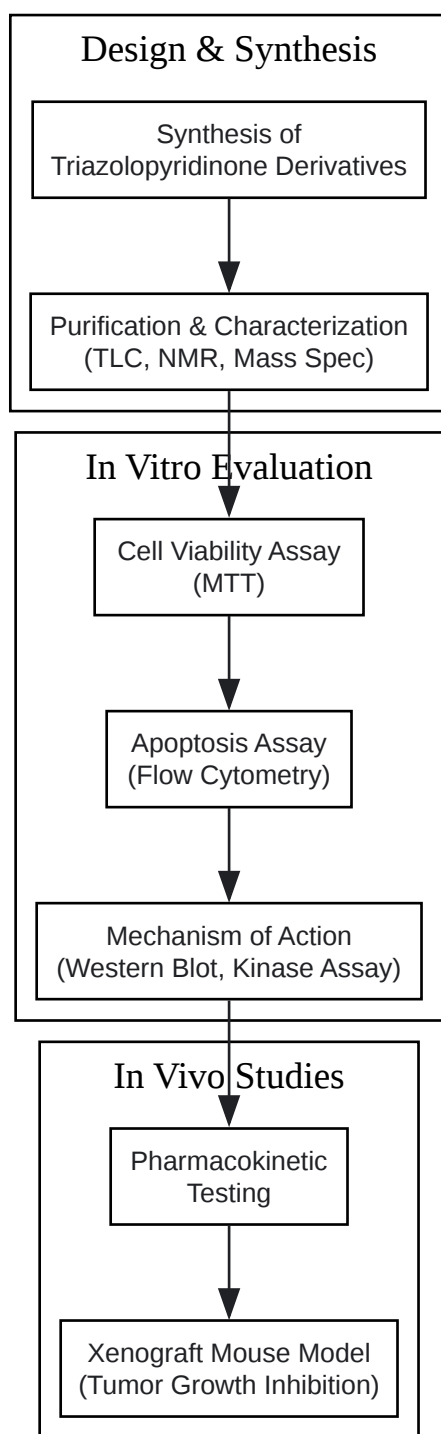 Design & Synthesis
Synthesis of
Triazolopyridinone Derivatives
Purification & Characterization
(TLC, NMR, Mass Spec)
In Vitro Evaluation
Cell Viability Assay
(MTT)
Apoptosis Assay
(Flow Cytometry)
Mechanism of Action
(Western Blot, Kinase Assay)
In Vivo Studies
Pharmacokinetic
Testing
Xenograft Mouse Model
(Tumor Growth Inhibition)